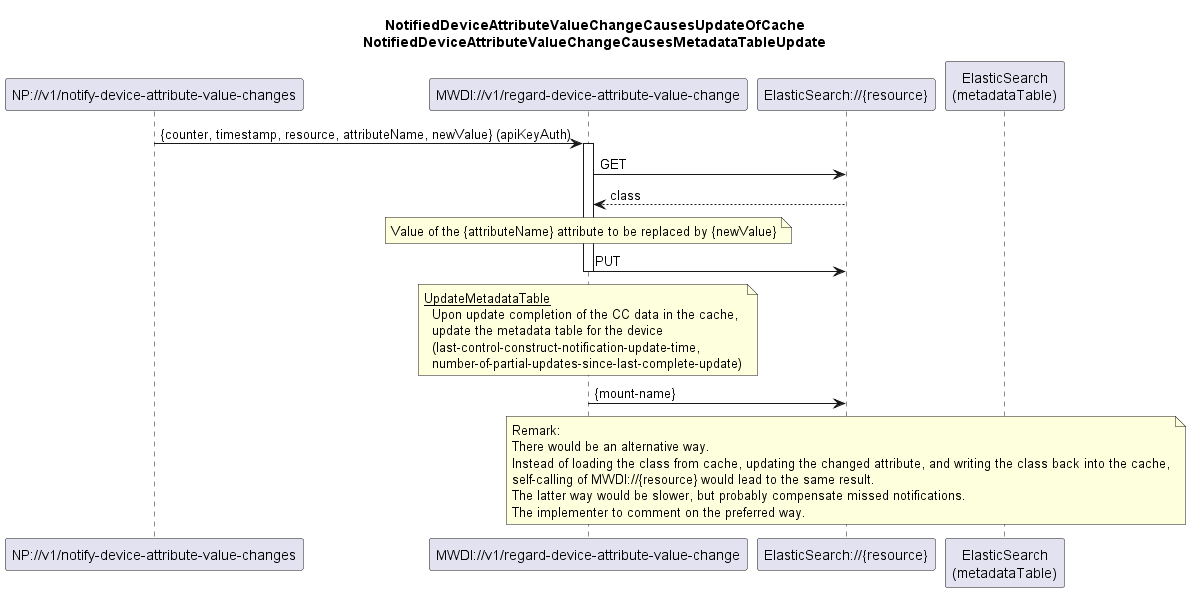 NotifiedDeviceAttributeValueChangeCausesUpdateOfCache
NotifiedDeviceAttributeValueChangeCausesMetadataTableUpdate
NP://v1/notify-device-attribute-value-changes
MWDI://v1/regard-device-attribute-value-change
ElasticSearch://{resource}
ElasticSearch
(metadataTable)
{counter, timestamp, resource, attributeName, newValue} (apiKeyAuth)
GET
class
Value of the {attributeName} attribute to be replaced by {newValue}
PUT
UpdateMetadataTable
Upon update completion of the CC data in the cache,
update the metadata table for the device
(last-control-construct-notification-update-time,
number-of-partial-updates-since-last-complete-update)
{mount-name}
Remark:
There would be an alternative way.
Instead of loading the class from cache, updating the changed attribute, and writing the class back into the cache,
self-calling of MWDI://{resource} would lead to the same result.
The latter way would be slower, but probably compensate missed notifications.
The implementer to comment on the preferred way.
NP://v1/notify-device-attribute-value-changes
MWDI://v1/regard-device-attribute-value-change
ElasticSearch://{resource}
ElasticSearch
(metadataTable)